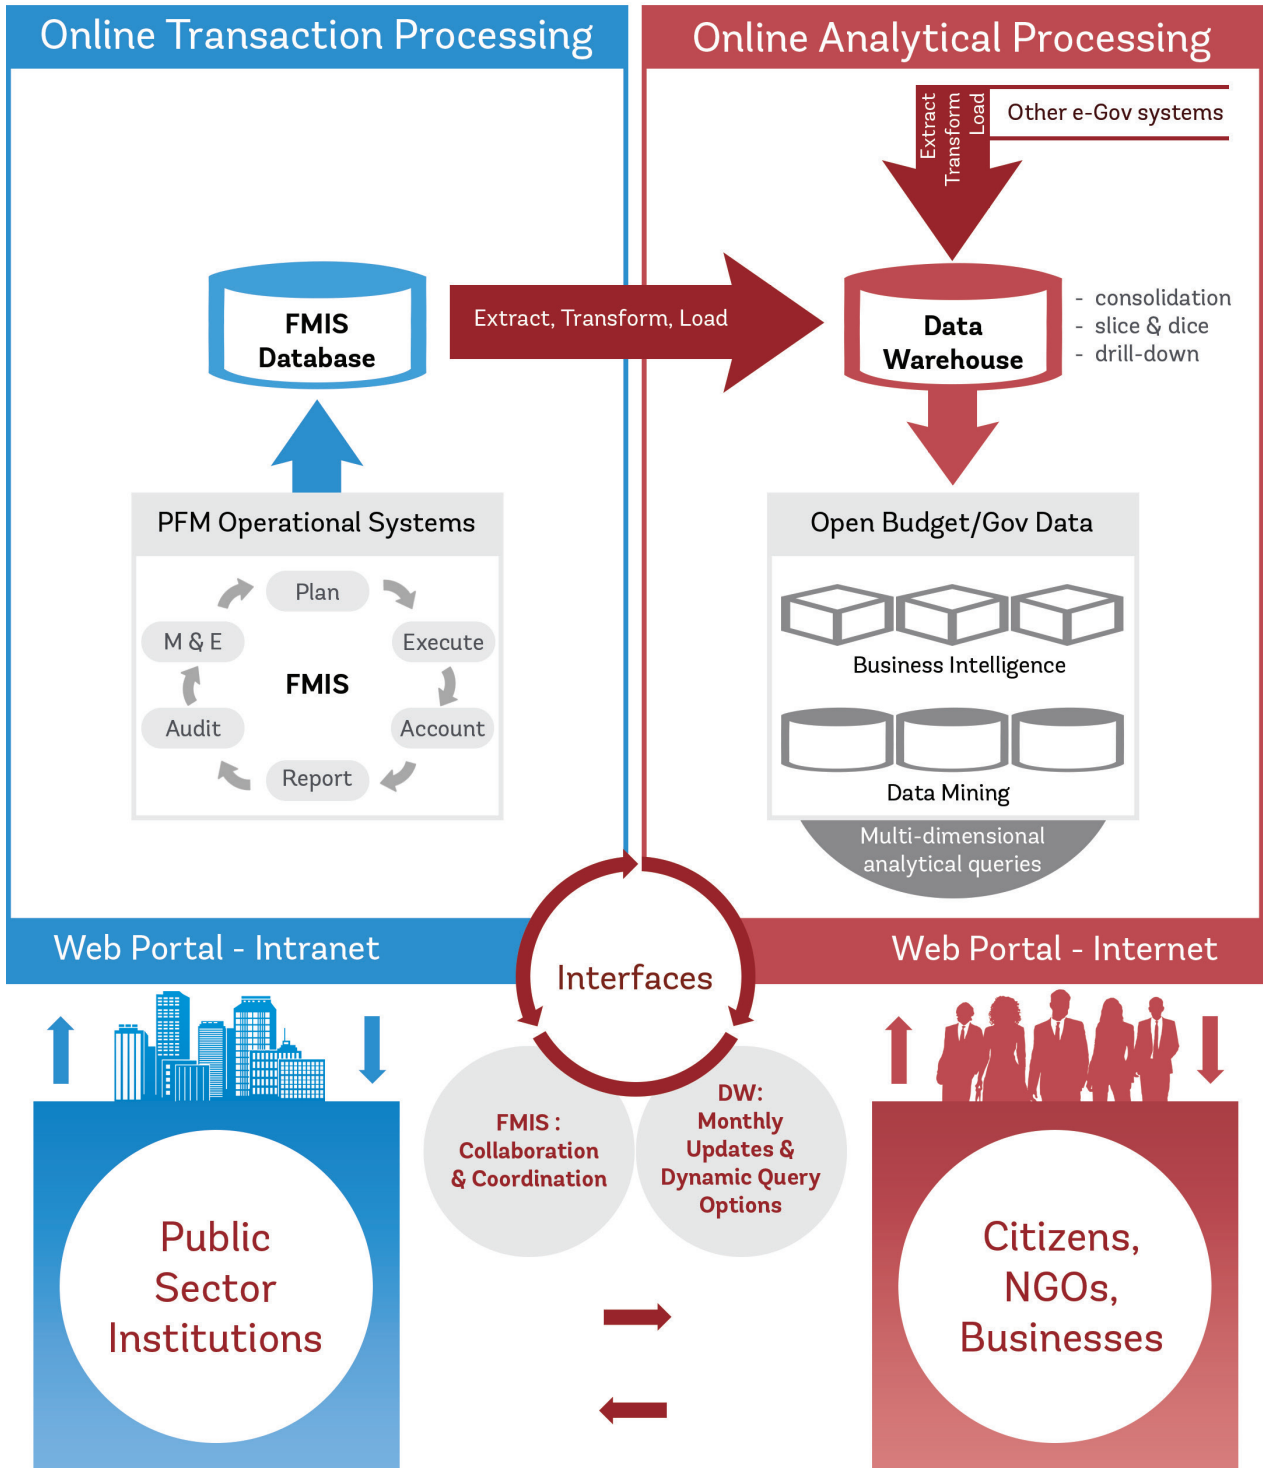 Online Transaction Processing
Online Analytical Processing
Extract
Transform
Load
Other e-Gov systems
FMIS
Database
Extract, Transform, Load
Data
Warehouse
- consolidation
- slice & dice
- drill-down
PFM Operational Systems
Plan
M & E
Execute
FMIS
Audit
Account
Report
Open Budget/Gov Data
Business Intelligence
Data Mining
Multi-dimensional
analytical queries
Web Portal - Intranet
Interfaces
Web Portal - Internet
FMIS :
Collaboration
& Coordination
DW:
Monthly
Updates &
Dynamic Query
Options
Public
Sector
Institutions
Citizens,
NGOs,
Businesses